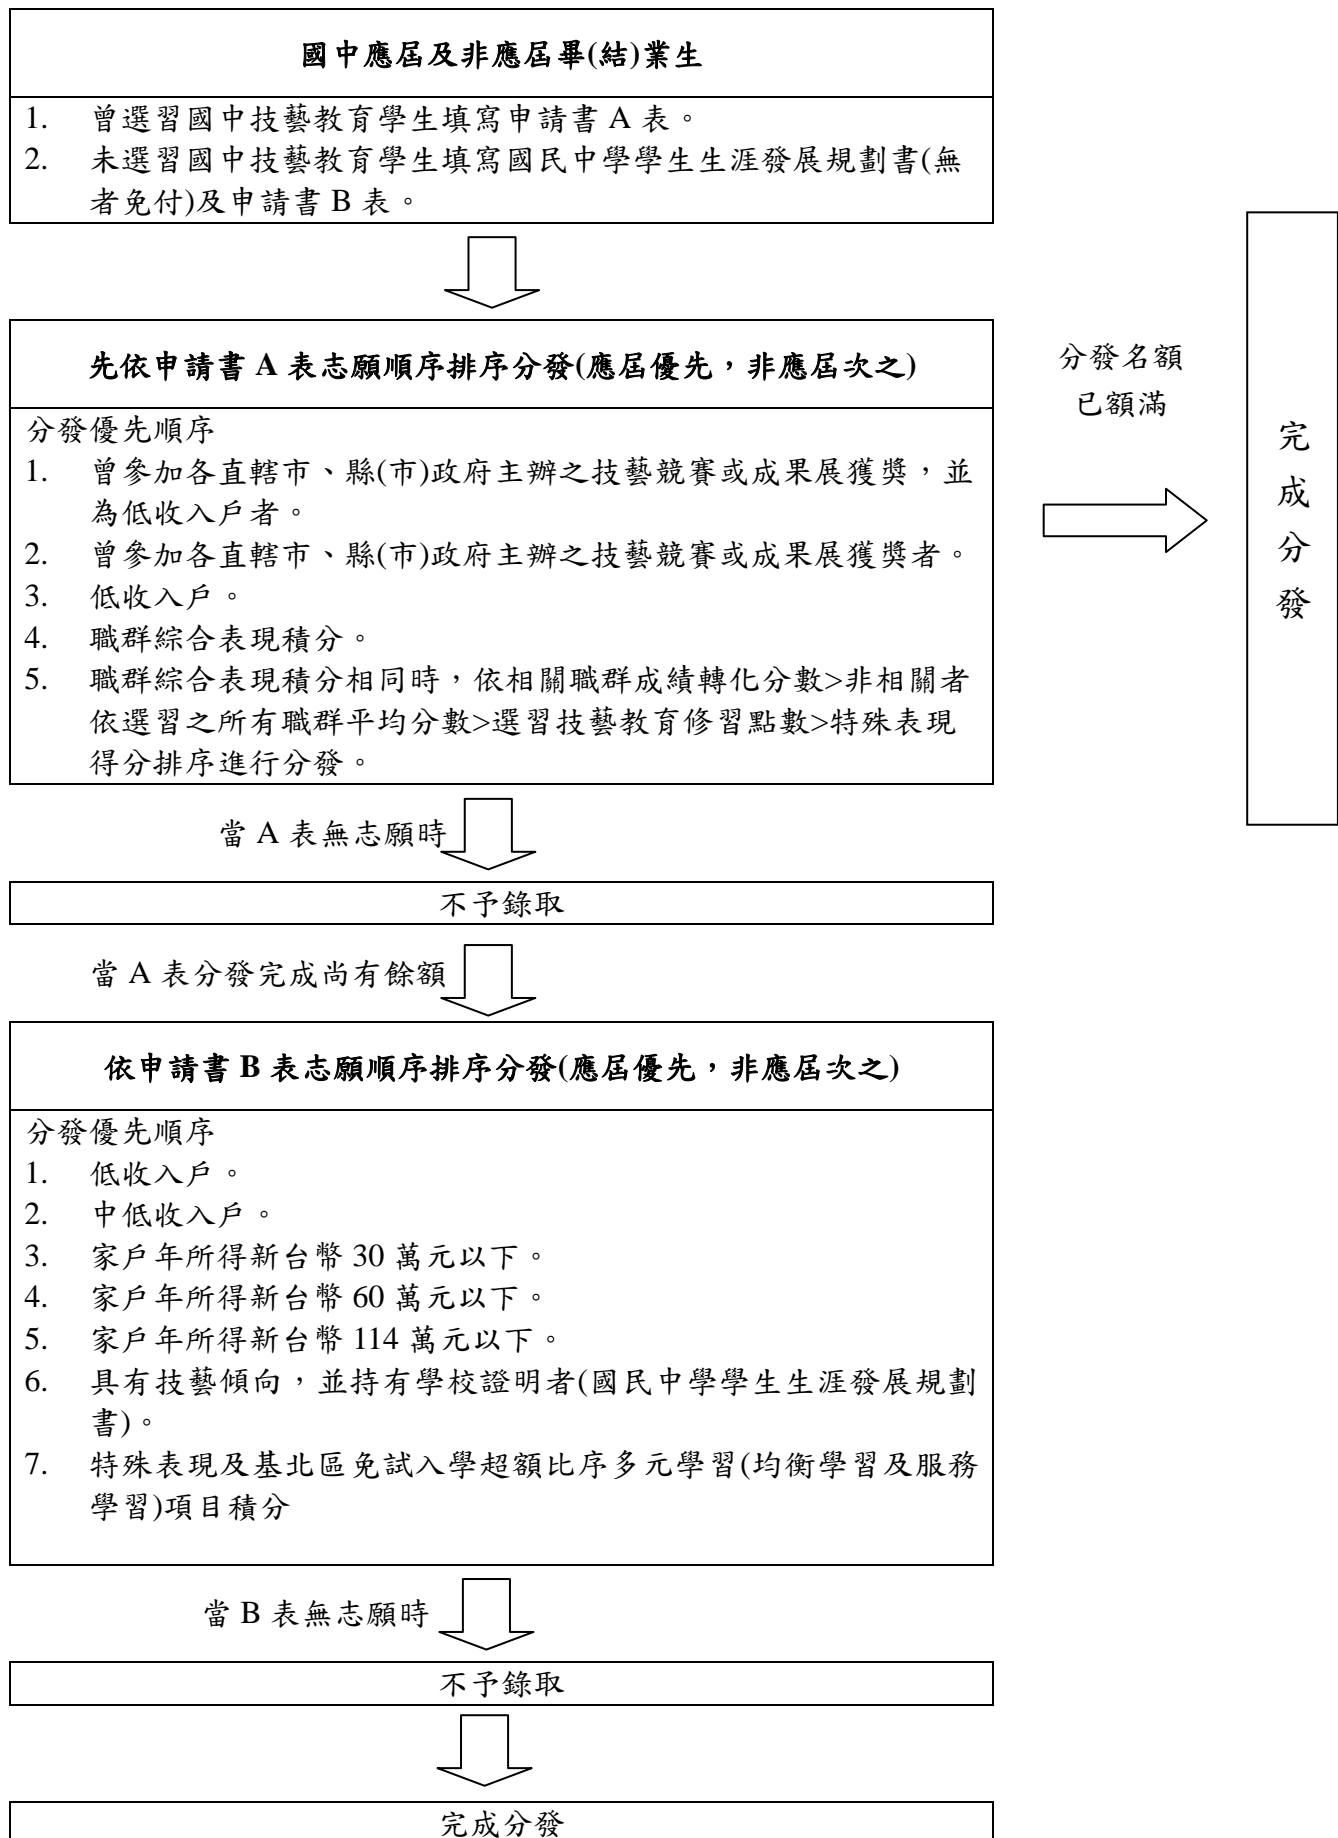 國中應屆及非應屆畢(結)業生
1. 曾選習國中技藝教育學生填寫申請書 A 表。
2. 未選習國中技藝教育學生填寫國民中學學生生涯發展規劃書(無
者免付)及申請書 B 表。
先依申請書 A 表志願順序排序分發(應屆優先，非應屆次之)
分發優先順序
1. 曾參加各直轄市、縣(市)政府主辦之技藝競賽或成果展獲獎，並
為低收入戶者。
2. 曾參加各直轄市、縣(市)政府主辦之技藝競賽或成果展獲獎者。
3. 低收入戶。
4. 職群綜合表現積分。
5. 職群綜合表現積分相同時，依相關職群成績轉化分數>非相關者
依選習之所有職群平均分數>選習技藝教育修習點數>特殊表現
得分排序進行分發。
分發名額
已額滿
完
成
分
發
當 A 表無志願時
不予錄取
當 A 表分發完成尚有餘額
依申請書 B 表志願順序排序分發(應屆優先，非應屆次之)
分發優先順序
1. 低收入戶。
2. 中低收入戶。
3. 家戶年所得新台幣 30 萬元以下。
4. 家戶年所得新台幣 60 萬元以下。
5. 家戶年所得新台幣 114 萬元以下。
6. 具有技藝傾向，並持有學校證明者(國民中學學生生涯發展規劃
書)。
7. 特殊表現及基北區免試入學超額比序多元學習(均衡學習及服務
學習)項目積分
當 B 表無志願時
不予錄取
完成分發